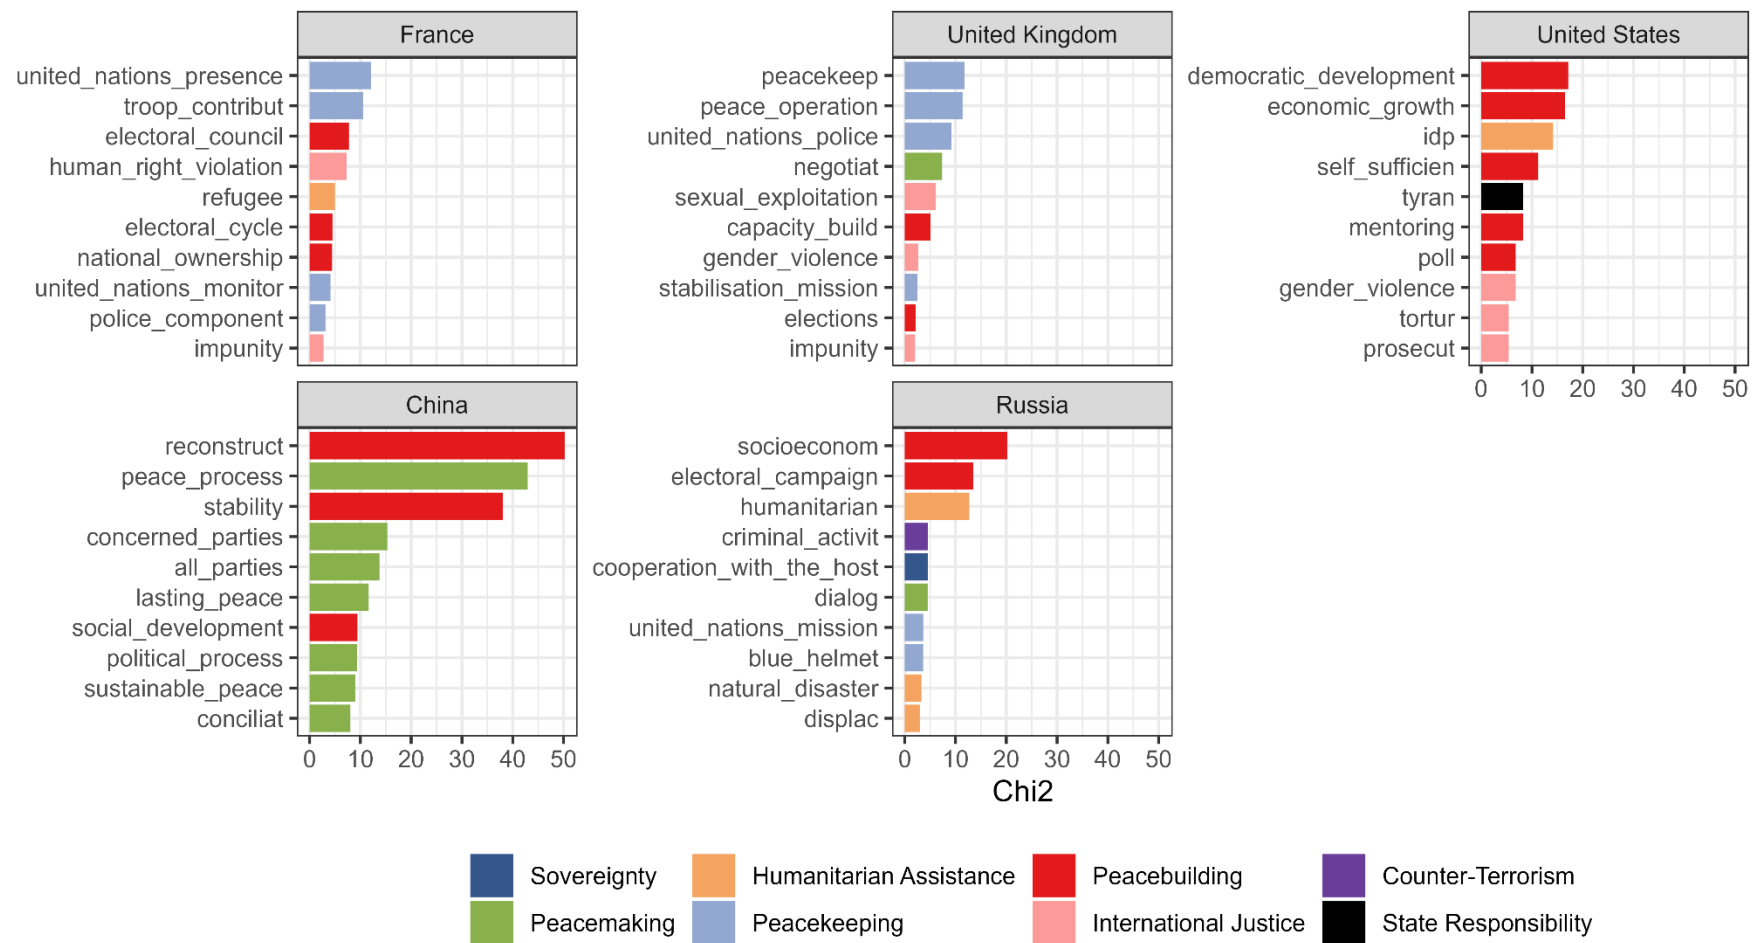 France
united_nations_presence
troop_contribut
electoral_council
human_right_violation
refugee
electoral_cycle
national_ownership
united_nations_monitor
police_component
impunity
United Kingdom
peacekeep
peace_operation
united_nations_police
negotiat
sexual_exploitation
capacity_build
gender_violence
stabilisation_mission
elections
impunity
United States
democratic_development
economic_growth
idp
self_sufficien
tyran
mentoring
poll
gender_violence
tortur
prosecut
0 10 20 30 40 50
China
reconstruct
peace_process
stability
concerned_parties
all_parties
lasting_peace
social_development
political_process
sustainable_peace
conciliat
0 10 20 30 40 50
Russia
socioeconom
electoral_campaign
humanitarian
criminal_activit
cooperation_with_the_host
dialog
united_nations_mission
blue_helmet
natural_disaster
displac
0 10 20 30 40 50
Chi2
Sovereignty Humanitarian Assistance Peacebuilding Counter-Terrorism
Peacemaking Peacekeeping International Justice State Responsibility